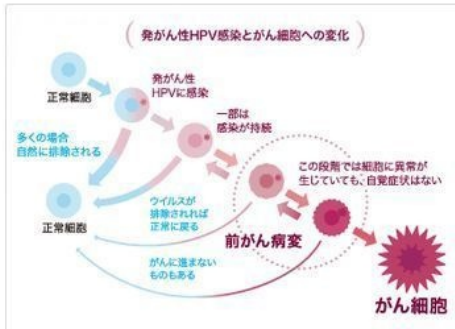 発がん性HPV感染とがん細胞への変化
正常細胞
発がん性
HPVに感染
一部は
感染が持続
多くの場合
自然に排除される
この段階では細胞に異常が
生じていても、自覚症状はない
正常細胞
ウイルスが
排除されれば
正常に戻る
前がん病変
がんに進まない
ものもある
がん細胞